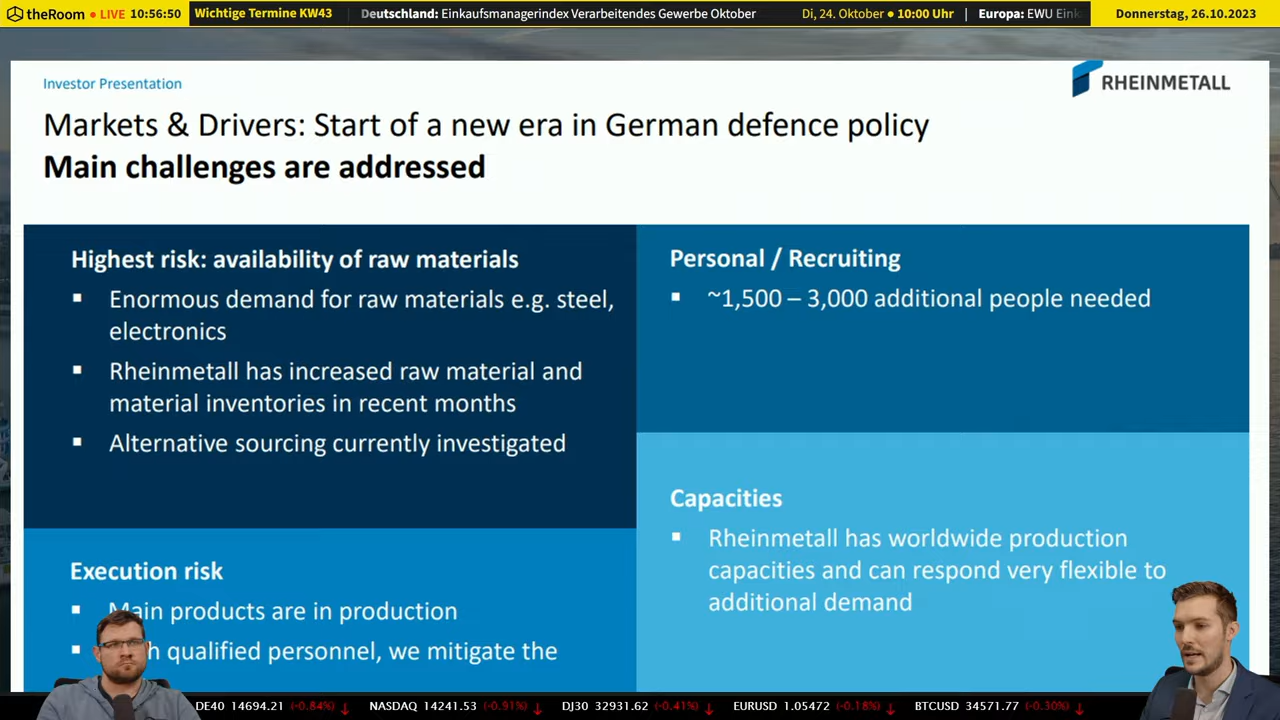 theRoom • LIVE 10:56:50 Wichtige Termine KW43 | Deutschland: Einkaufsmanagerindex Verarbeitendes Gewerbe Oktober Di, 24. Oktober • 10:00 Uhr | Europa: EWU Donnerstag, 26.10.2023
Investor Presentation
RHEINMETALL
Markets & Drivers: Start of a new era in German defence policy
Main challenges are addressed
Highest risk: availability of raw materials
▪ Enormous demand for raw materials e.g. steel,
electronics
▪ Rheinmetall has increased raw material and
material inventories in recent months
▪ Alternative sourcing currently investigated
Personal / Recruiting
▪ ~1,500 – 3,000 additional people needed
Execution risk
▪ Main products are in production
▪ qualified personnel, we mitigate the
Capacities
▪ Rheinmetall has worldwide production
capacities and can respond very flexible to
additional demand
DE40 14694.21 (-0.84%) ↓ NASDAQ 14241.53 (-0.91%) ↓ DJ30 32931.62 (-0.41%) ↓ EURUSD 1.05472 (-0.18%) ↓ BTCUSD 34571.77 (-0.30%) ↓